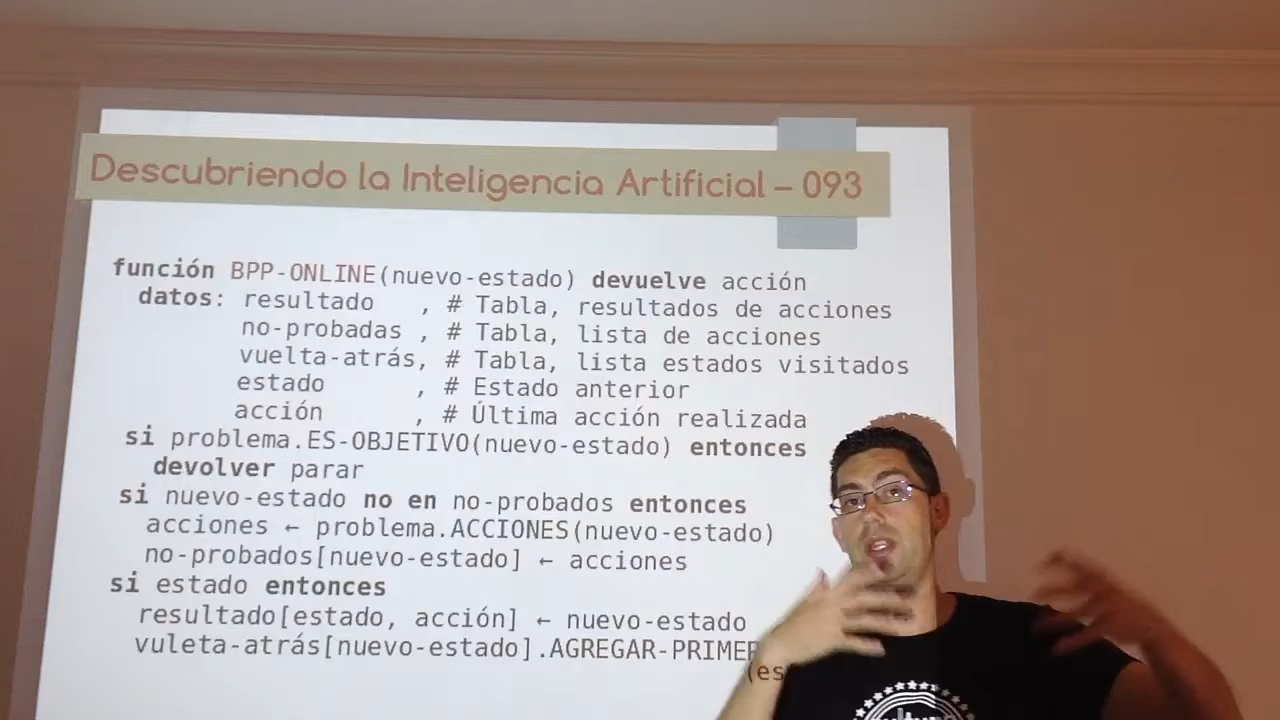 Descubriendo la Inteligencia Artificial – 093
función BPP-ONLINE(nuevo-estado) devuelve acción
datos: resultado , # Tabla, resultados de acciones
no-probadas , # Tabla, lista de acciones
vuelta-atrás, # Tabla, lista estados visitados
estado , # Estado anterior
acción , # Última acción realizada
si problema.ES-OBJETIVO(nuevo-estado) entonces
devolver parar
si nuevo-estado no en no-probados entonces
acciones ← problema.ACCIONES(nuevo-estado)
no-probados[nuevo-estado] ← acciones
si estado entonces
resultado[estado, acción] ← nuevo-estado
vuleta-atrás[nuevo-estado].AGREGAR-PRIMER
(es